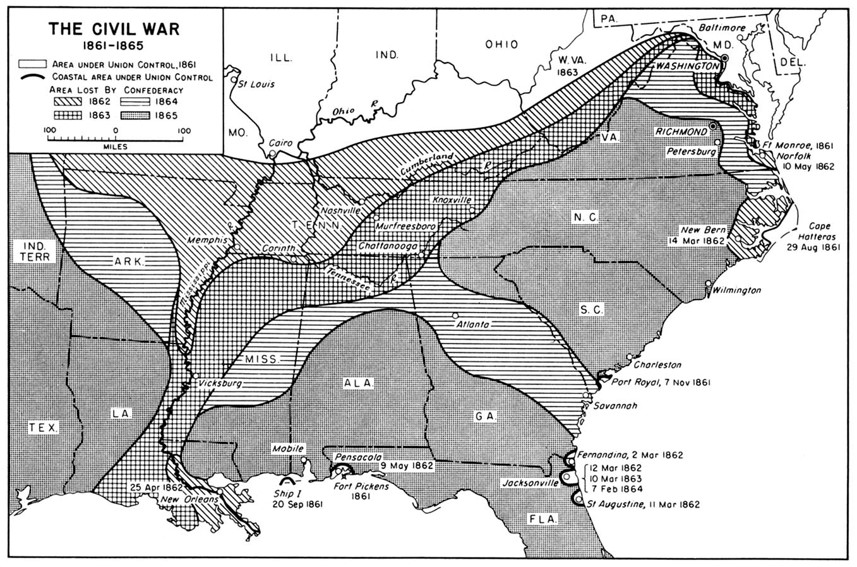 THE CIVIL WAR
1861–1865
AREA UNDER UNION CONTROL, 1861
COASTAL AREA UNDER UNION CONTROL
AREA LOST BY CONFEDERACY
1862
1864
1863
1865
100 0 100
MILES
ILL.
IND.
OHIO
PA.
W. VA.
1863
Baltimore
MD.
DEL.
WASHINGTON
St Louis
MO.
Ohio R
Cairo
VA.
RICHMOND
Petersburg
Ft Monroe, 1861
Norfolk
10 May 1862
Cumberland R
Nashville
Knoxville
TENN
Murfreesboro
Chattanooga
Memphis
Corinth
Tennessee R
N. C.
New Bern
14 Mar 1862
Cape
Hatteras
29 Aug 1861
IND.
TERR
ARK.
R
Wilmington
S. C.
Atlanta
MISS.
Charleston
Port Royal, 7 Nov 1861
Vicksburg
ALA.
GA.
Savannah
TEX.
LA.
Mobile
Pensacola
9 May 1862
Fort Pickens
1861
Ship I
20 Sep 1861
25 Apr 1862
New Orleans
Fernandina, 2 Mar 1862
Jacksonville
12 Mar 1862
10 Mar 1863
7 Feb 1864
St Augustine, 11 Mar 1862
FLA.